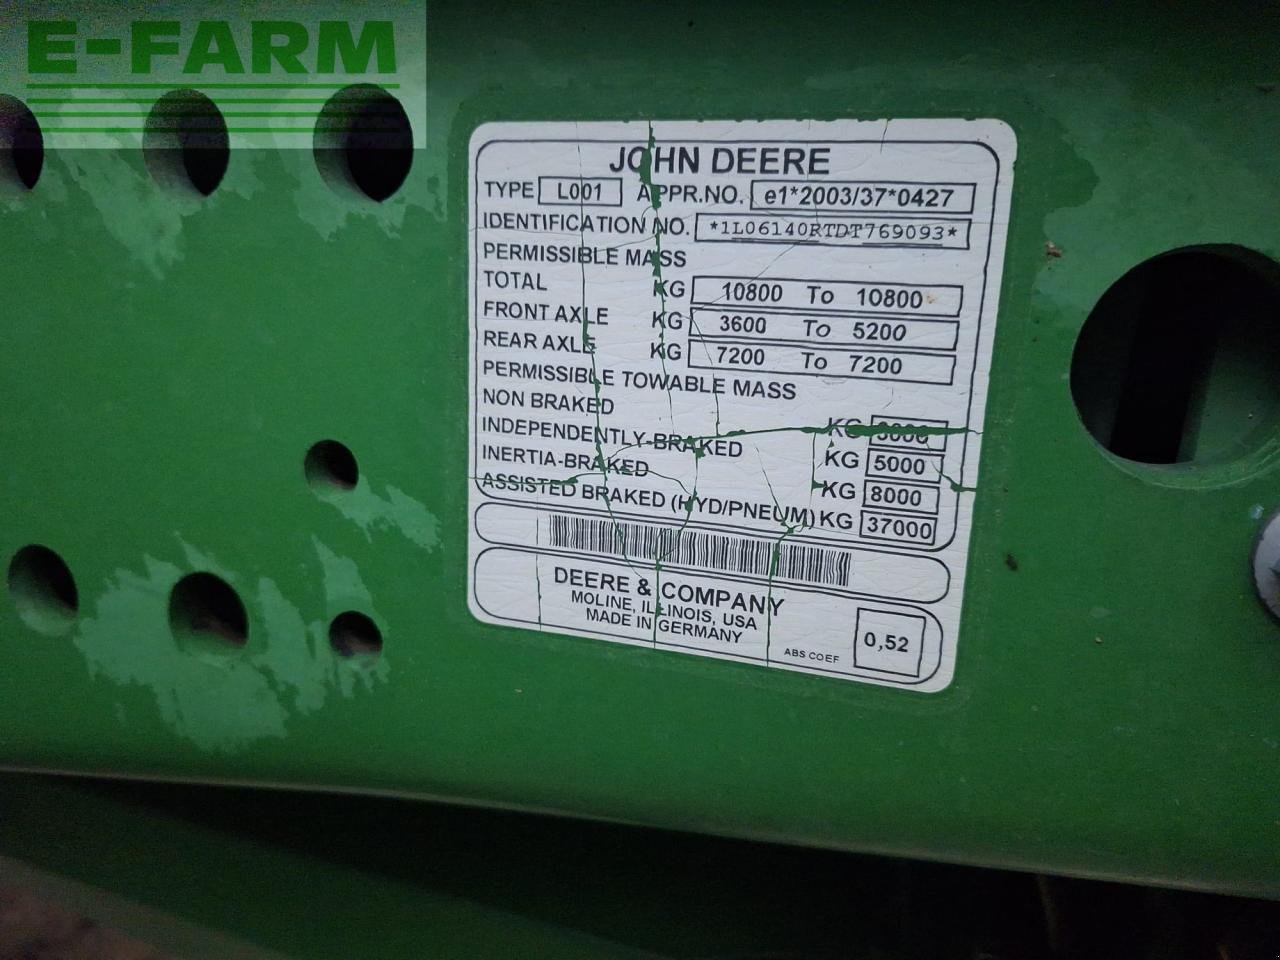 E-FARM
JOHN DEERE
TYPE L001 APPR.NO. e1*2003/37*0427
IDENTIFICATION NO. *1L06140RTDT769093*
PERMISSIBLE MASS
TOTAL KG 10800 To 10800
FRONT AXLE KG 3600 To 5200
REAR AXLE KG 7200 To 7200
PERMISSIBLE TOWABLE MASS
NON BRAKED KG
INDEPENDENTLY-BRAKED KG 5000
INERTIA-BRAKED KG 8000
ASSISTED BRAKED (HYD/PNEUM) KG 37000
DEERE & COMPANY
MOLINE, ILLINOIS, USA
MADE IN GERMANY
ABS COEF 0,52